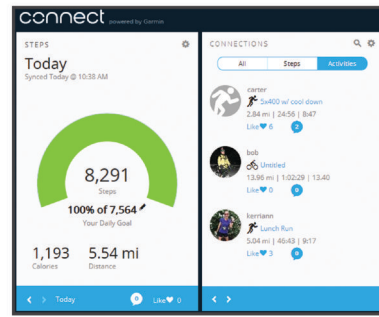 connect powered by Garmin
STEPS
Today
Synced Today @ 10:38 AM
8,291
Steps
100% of 7,564
Your Daily Goal
1,193
Calories
5.54 mi
Distance
Today
0
Like 0
CONNECTIONS
All
Steps
Activities
carter
5x400 w/ cool down
2.84 mi | 24:56 | 8:47
Like 6
2
bob
Untitled
13.96 mi | 1:02:29 | 13.40
Like 0
0
kerriann
Lunch Run
5.04 mi | 46:43 | 9:17
Like 3
0